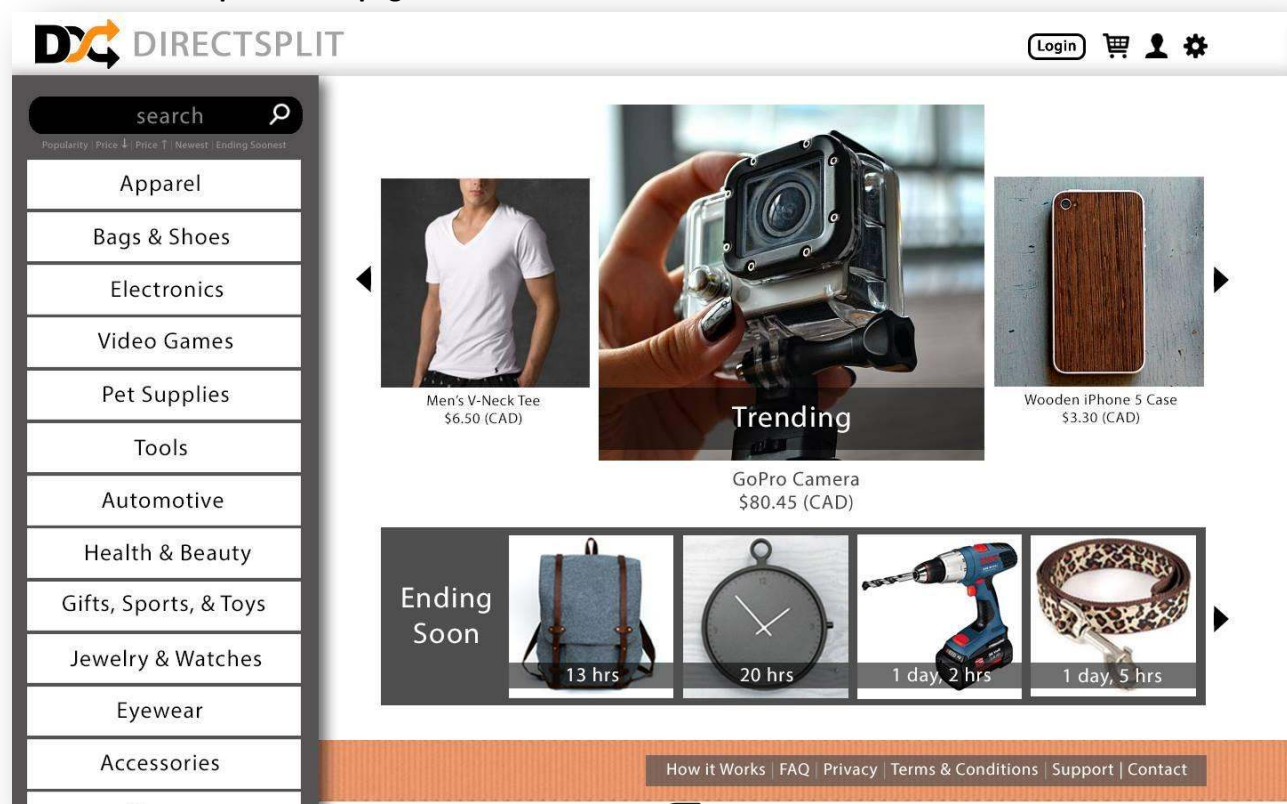 DIRECTSPLIT
Login
search
Popularity | Price ↓ | Price ↑ | Newest | Ending Soonest
Apparel
Bags & Shoes
Electronics
Video Games
Pet Supplies
Tools
Automotive
Health & Beauty
Gifts, Sports, & Toys
Jewelry & Watches
Eyewear
Accessories
Men's V-Neck Tee
$6.50 (CAD)
Trending
GoPro Camera
$80.45 (CAD)
Wooden iPhone 5 Case
$3.30 (CAD)
Ending
Soon
13 hrs
20 hrs
1 day, 2 hrs
1 day, 5 hrs
How it Works | FAQ | Privacy | Terms & Conditions | Support | Contact